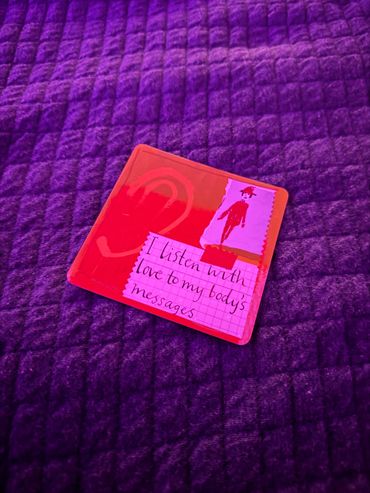 I listen with
love to my body's
messages